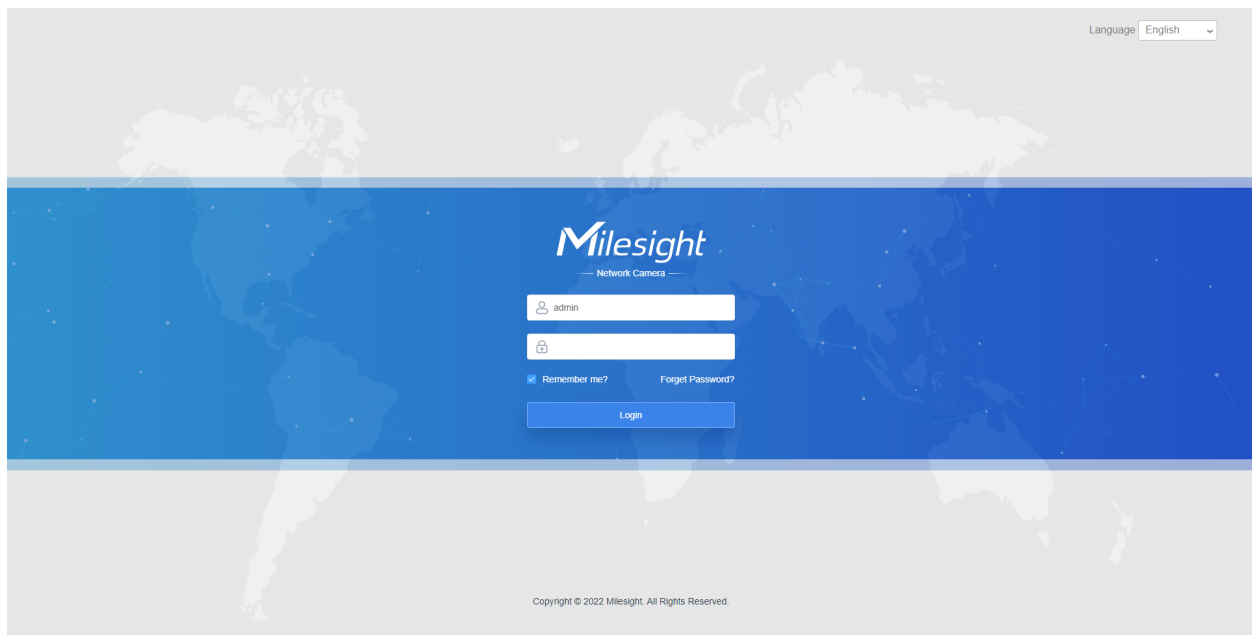 Language English
Milesight
Network Camera
admin
Remember me? Forget Password?
Login
Copyright © 2022 Milesight. All Rights Reserved.